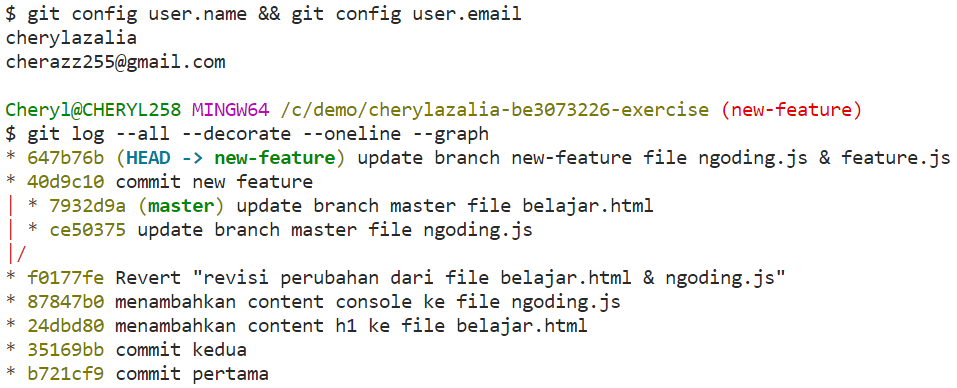 $ git config user.name && git config user.email
cherylazalia
cherazz255@gmail.com
Cheryl@CHERYL258 MINGW64 /c/demo/cherylazalia-be3073226-exercise (new-feature)
$ git log --all --decorate --oneline --graph
* 647b76b (HEAD -> new-feature) update branch new-feature file ngoding.js & feature.js
* 40d9c10 commit new feature
| * 7932d9a (master) update branch master file belajar.html
| * ce50375 update branch master file ngoding.js
|/
* f0177fe Revert "revisi perubahan dari file belajar.html & ngoding.js"
* 87847b0 menambahkan content console ke file ngoding.js
* 24dbd80 menambahkan content h1 ke file belajar.html
* 35169bb commit kedua
* b721cf9 commit pertama